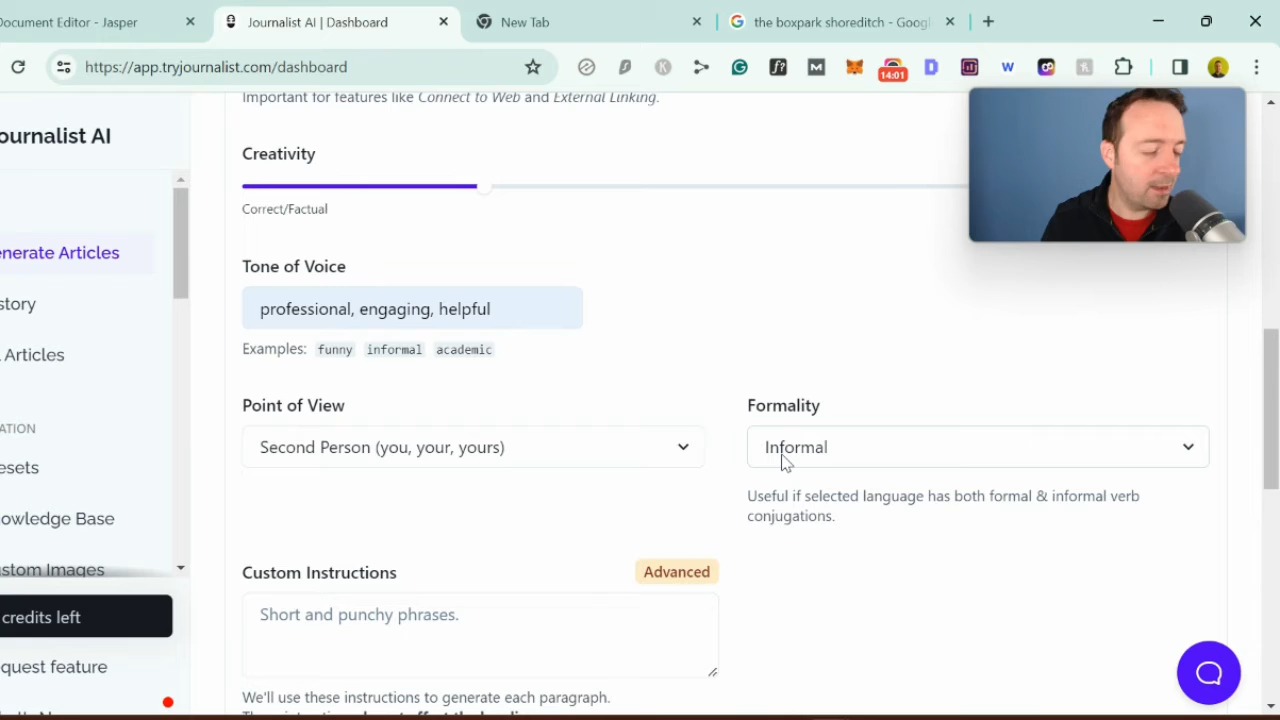 Document Editor - Jasper
Journalist AI | Dashboard
New Tab
the boxpark shoreditch - Goog
https://app.tryjournalist.com/dashboard
14:01
Important for features like Connect to Web and External Linking.
ournalist AI
Creativity
Correct/Factual
enerate Articles
Tone of Voice
story
professional, engaging, helpful
Articles
Examples: funny informal academic
Point of View
Formality
ATION
Second Person (you, your, yours)
Informal
esets
Useful if selected language has both formal & informal verb
conjugations.
owledge Base
stom Images
Custom Instructions
Advanced
credits left
Short and punchy phrases.
quest feature
We'll use these instructions to generate each paragraph.